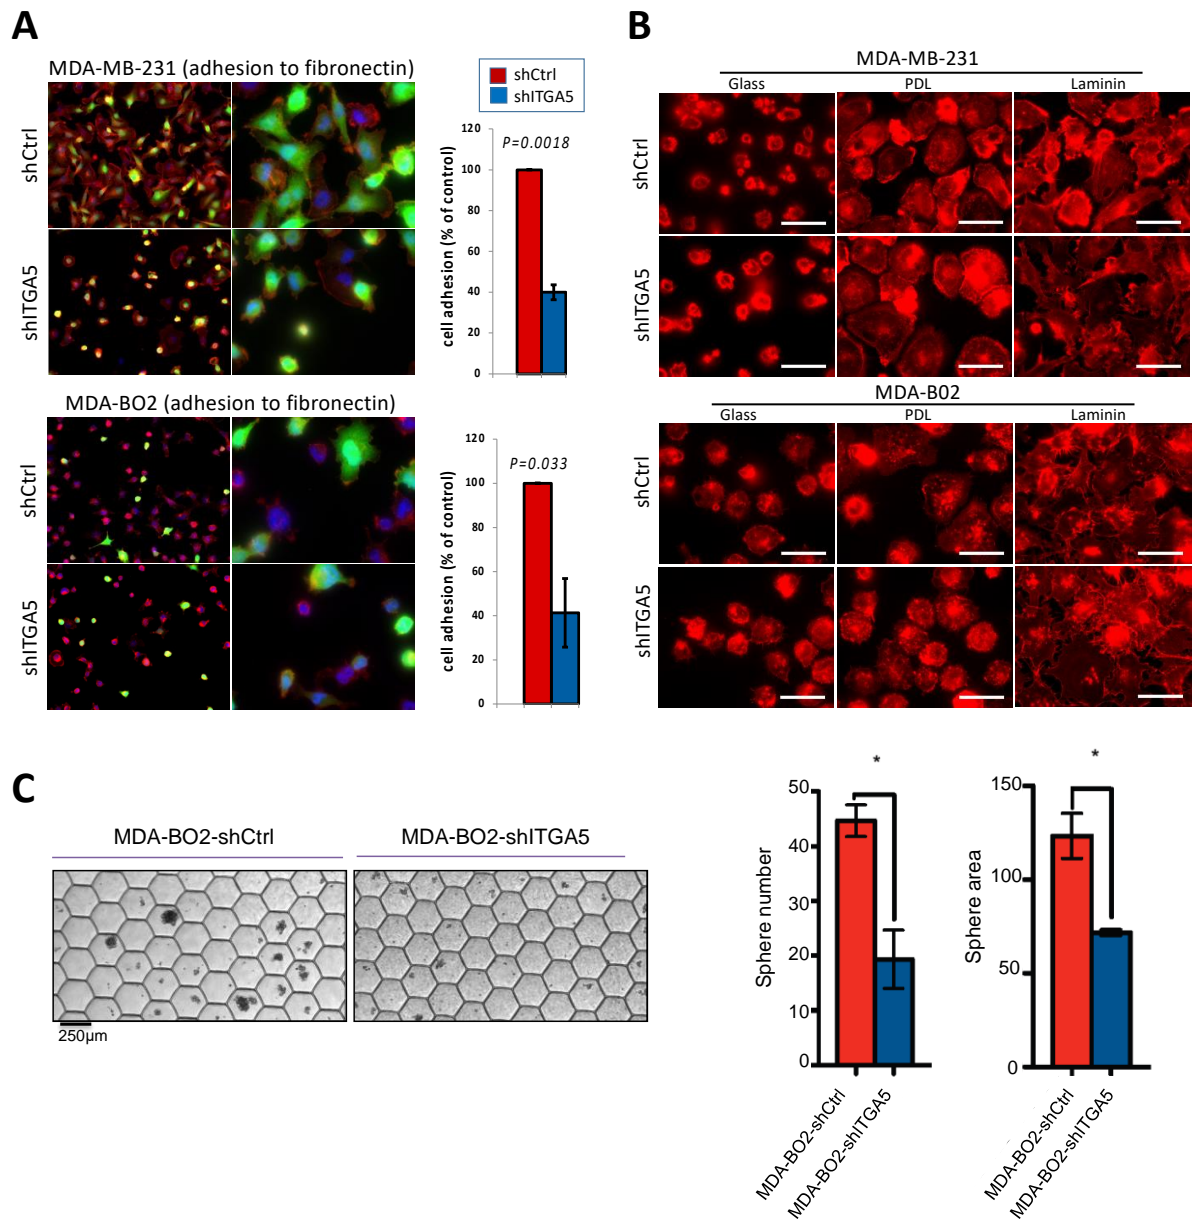 A
MDA-MB-231 (adhesion to fibronectin)
shCtrl
shITGA5
shCtrl
shITGA5
cell adhesion (% of control)
120
100
80
60
40
20
0
P=0.0018
MDA-BO2 (adhesion to fibronectin)
shCtrl
shITGA5
cell adhesion (% of control)
120
100
80
60
40
20
0
P=0.033
B
MDA-MB-231
Glass PDL Laminin
shCtrl
shITGA5
MDA-B02
Glass PDL Laminin
shCtrl
shITGA5
C
MDA-BO2-shCtrl MDA-BO2-shITGA5
250µm
Sphere number
50
40
30
20
10
0
*
MDA-BO2-shCtrl
MDA-BO2-shITGA5
Sphere area
150
100
50
0
*
MDA-BO2-shCtrl
MDA-BO2-shITGA5